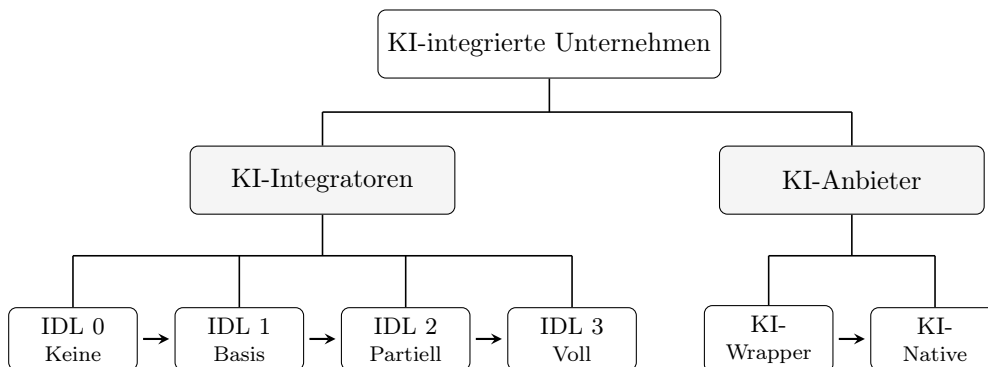 KI-integrierte Unternehmen
KI-Integratoren
KI-Anbieter
IDL 0
Keine
IDL 1
Basis
IDL 2
Partiell
IDL 3
Voll
KI-
Wrapper
KI-
Native